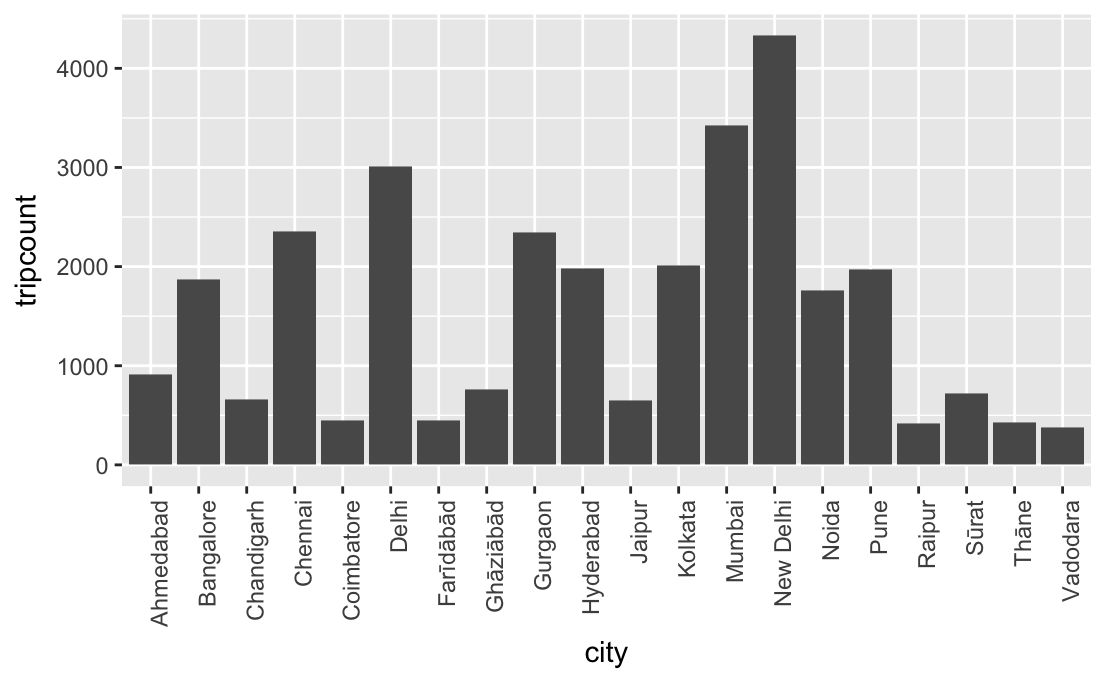 tripcount
4000
3000
2000
1000
0
Ahmedabad
Bangalore
Chandigarh
Chennai
Coimbatore
Delhi
Farīdābād
Ghāziābād
Gurgaon
Hyderabad
Jaipur
Kolkata
Mumbai
New Delhi
Noida
Pune
Raipur
Sūrat
Thāne
Vadodara
city